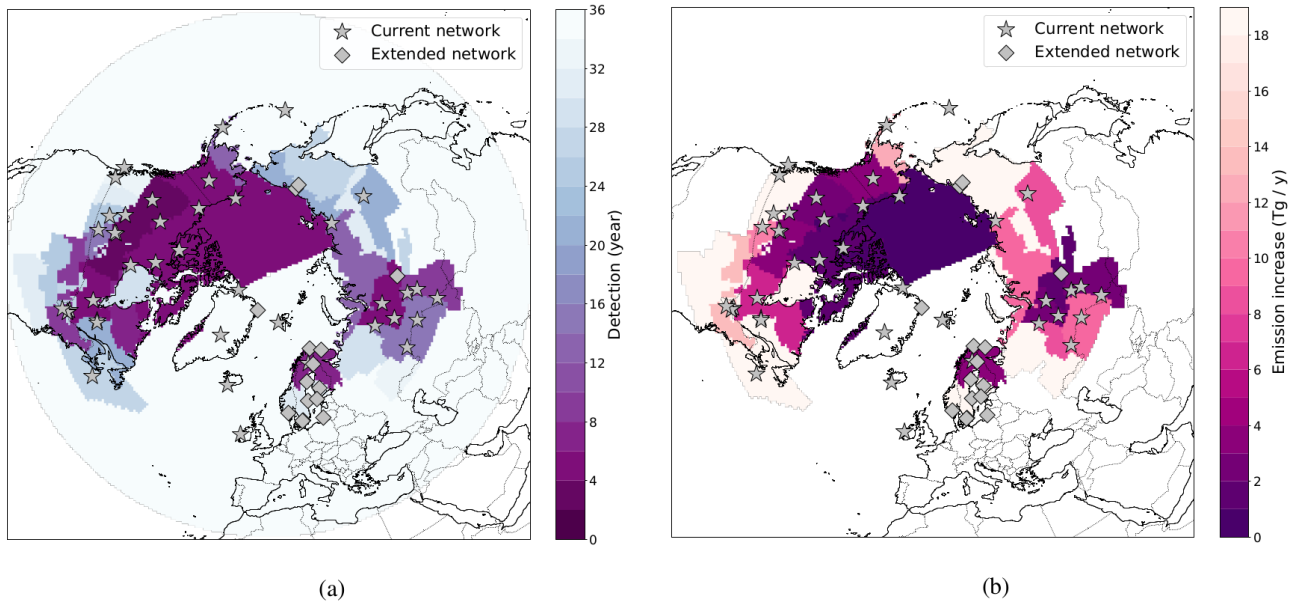 Current network
Extended network
36
32
28
24
20
16
12
8
4
0
Detection (year)
(a)
Current network
Extended network
18
16
14
12
10
8
6
4
2
0
Emission increase (Tg / y)
(b)